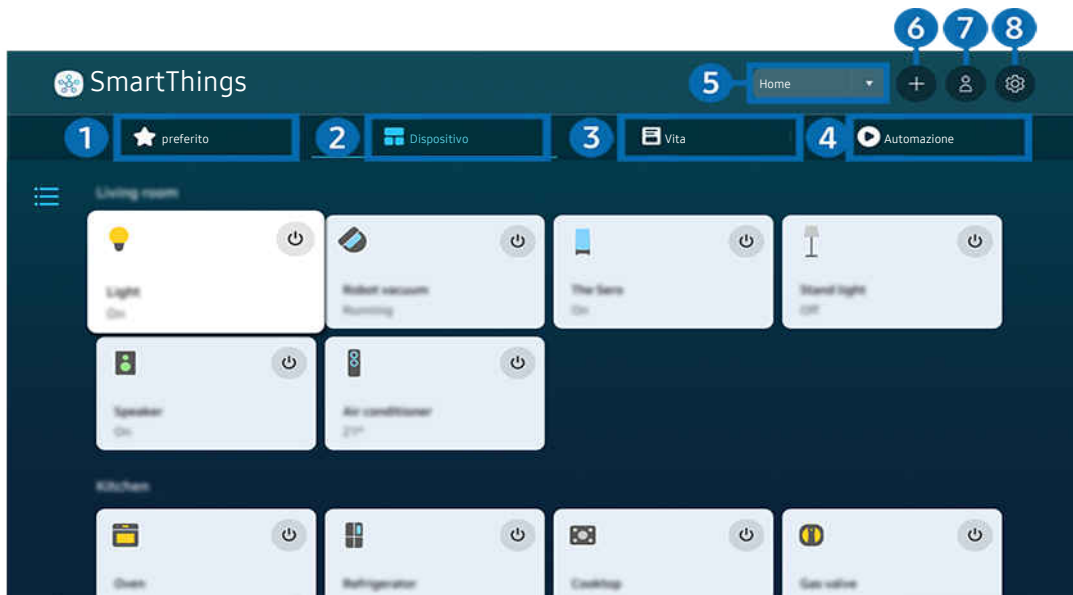 6 7 8
SmartThings
5 Home
1 preferito 2 Dispositivo 3 Vita 4 Automazione
Living room
Light
On
Robot vacuum
Running
The Sero
On
Stand light
Off
Speaker
On
Air conditioner
Kitchen
Oven
Refrigerator
Cooktop
Gas valve